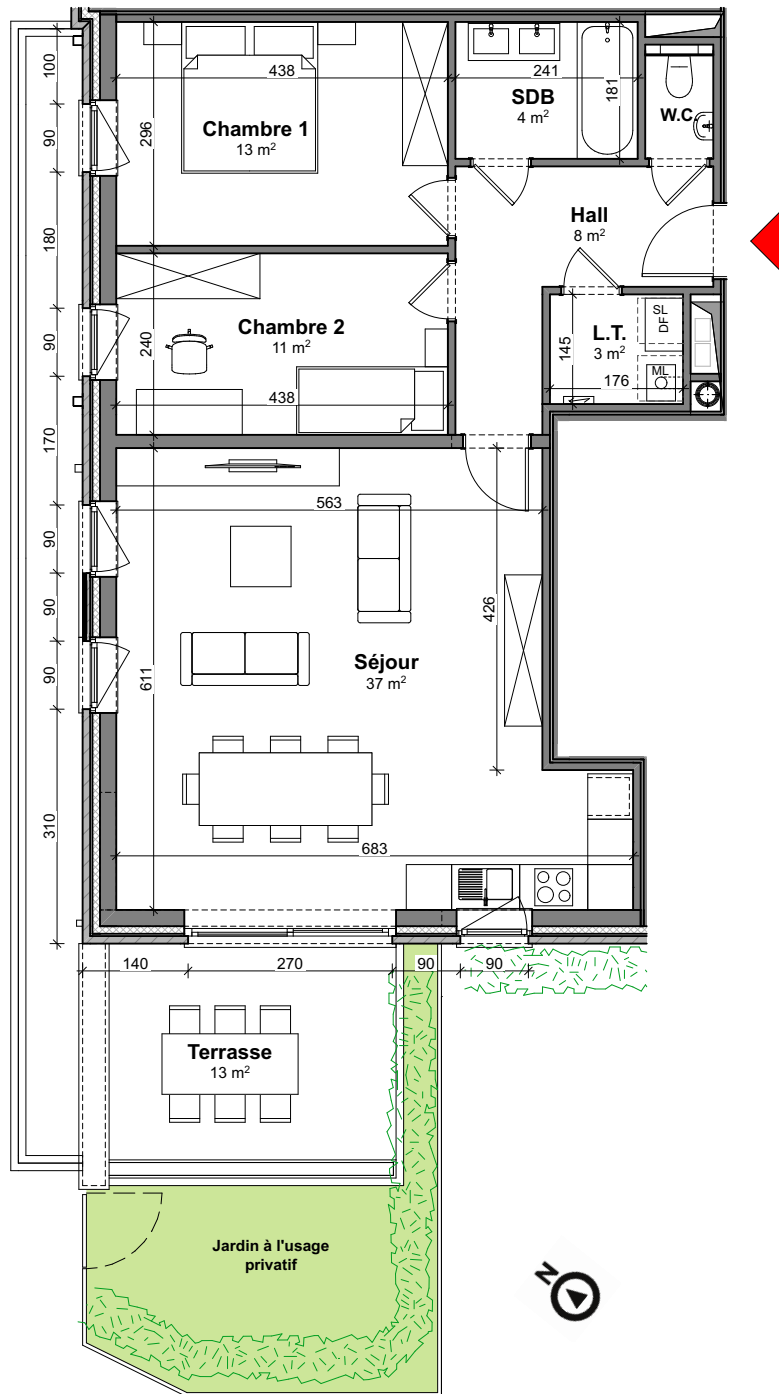 100
90
180
90
170
90
90
90
310
438
296
Chambre 1
13 m²
241
181
SDB
4 m²
W.C.
Hall
8 m²
240
Chambre 2
11 m²
438
145
L.T.
3 m²
176
SL
DF
ML
563
426
611
Séjour
37 m²
683
140
270
90
90
Terrasse
13 m²
Jardin à l'usage
privatif
N